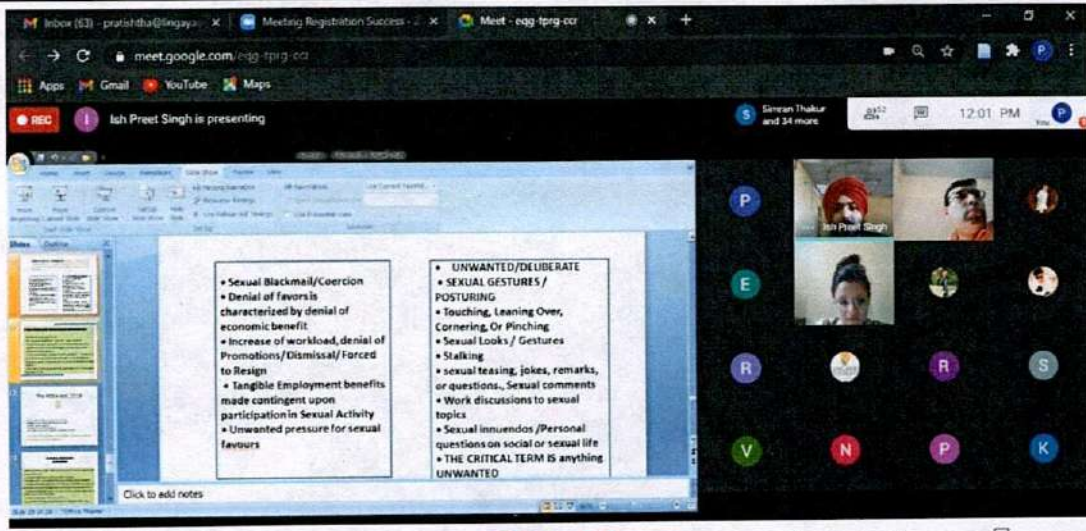 Inbox (63) - pratishtha@lingaya
Meeting Registration Success - Z
Meet - eqg-tprg-ccr
meet.google.com/eqg-tprg-ccr
Apps Gmail YouTube Maps
REC
I
Ish Preet Singh is presenting
S
Simran Thakur
and 34 more
52
12:01 PM
You
P
Slides Outline
• Sexual Blackmail/Coercion
• Denial of favors is
characterized by denial of
economic benefit
• Increase of workload, denial of
Promotions/Dismissal/Forced
to Resign
• Tangible Employment benefits
made contingent upon
participation in Sexual Activity
• Unwanted pressure for sexual
favours
• UNWANTED/DELIBERATE
• SEXUAL GESTURES /
POSTURING
• Touching, Leaning Over,
Cornering, Or Pinching
• Sexual Looks / Gestures
• Stalking
• sexual teasing, jokes, remarks,
or questions., Sexual comments
• Work discussions to sexual
topics
• Sexual innuendos /Personal
questions on social or sexual life
• THE CRITICAL TERM IS anything
UNWANTED
Click to add notes
P
Ish Preet Singh
E
R
R
S
V
N
P
K